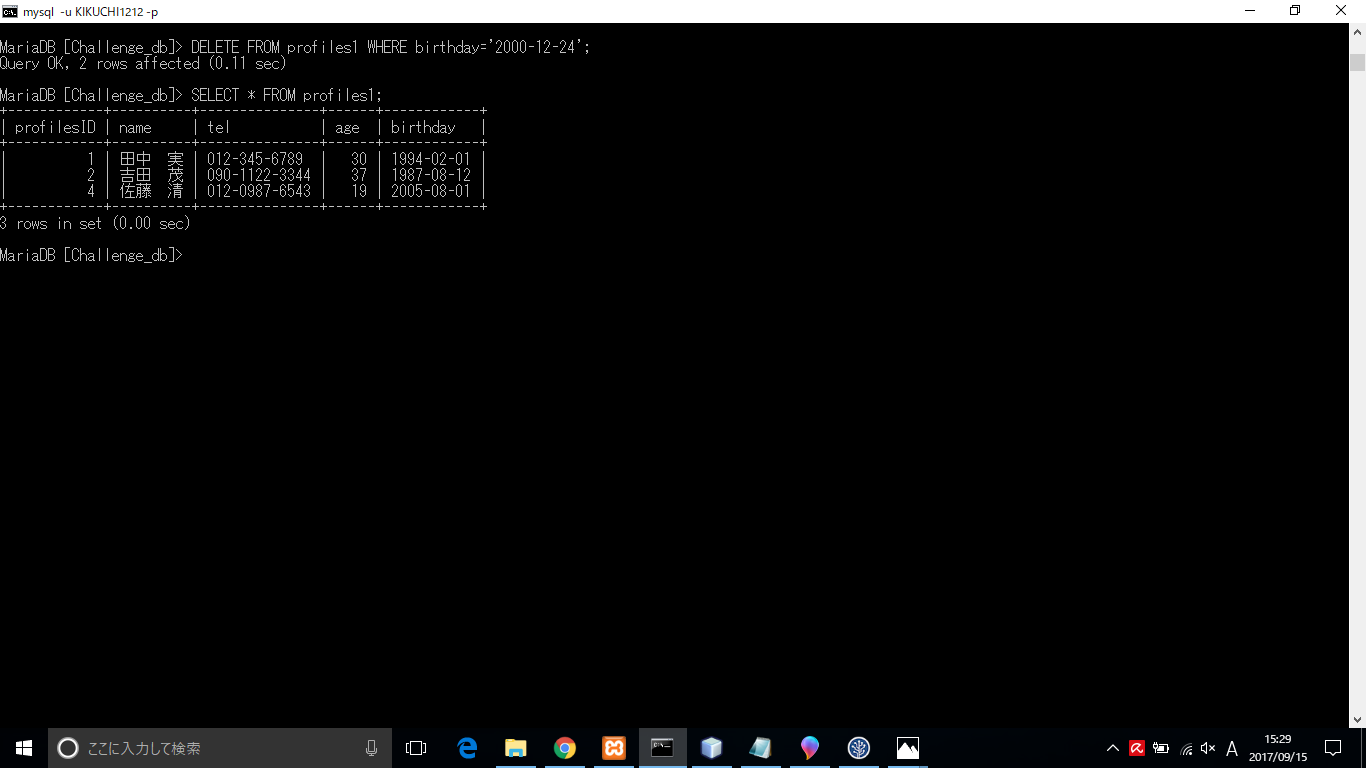 mysql -u KIKUCHI1212 -p
MariaDB [Challenge_db]> DELETE FROM profiles1 WHERE birthday='2000-12-24';
Query OK, 2 rows affected (0.11 sec)
MariaDB [Challenge_db]> SELECT * FROM profiles1;
+------------+----------+---------------+------+------------+
| profilesID | name | tel | age | birthday |
+------------+----------+---------------+------+------------+
| 1 | 田中　実 | 012-345-6789 | 30 | 1994-02-01 |
| 2 | 吉田　茂 | 090-1122-3344 | 37 | 1987-08-12 |
| 4 | 佐藤　清 | 012-0987-6543 | 19 | 2005-08-01 |
+------------+----------+---------------+------+------------+
3 rows in set (0.00 sec)
MariaDB [Challenge_db]>
ここに入力して検索
A
15:29
2017/09/15